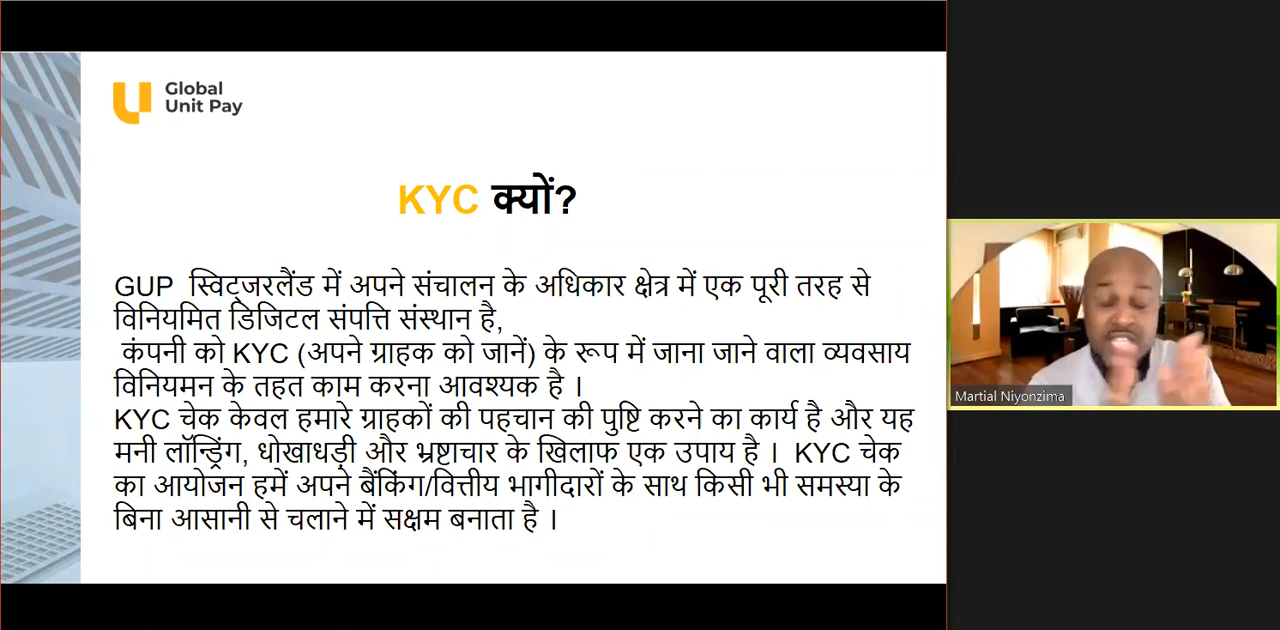 Global
Unit Pay
KYC क्यों?
GUP स्विट्जरलैंड में अपने संचालन के अधिकार क्षेत्र में एक पूरी तरह से
विनियमित डिजिटल संपत्ति संस्थान है,
कंपनी को KYC (अपने ग्राहक को जानें) के रूप में जाना जाने वाला व्यवसाय
विनियमन के तहत काम करना आवश्यक है ।
KYC चेक केवल हमारे ग्राहकों की पहचान की पुष्टि करने का कार्य है और यह
मनी लॉन्ड्रिंग, धोखाधड़ी और भ्रष्टाचार के खिलाफ एक उपाय है । KYC चेक
का आयोजन हमें अपने बैंकिंग/वित्तीय भागीदारों के साथ किसी भी समस्या के
बिना आसानी से चलाने में सक्षम बनाता है ।
Martial Niyonzima